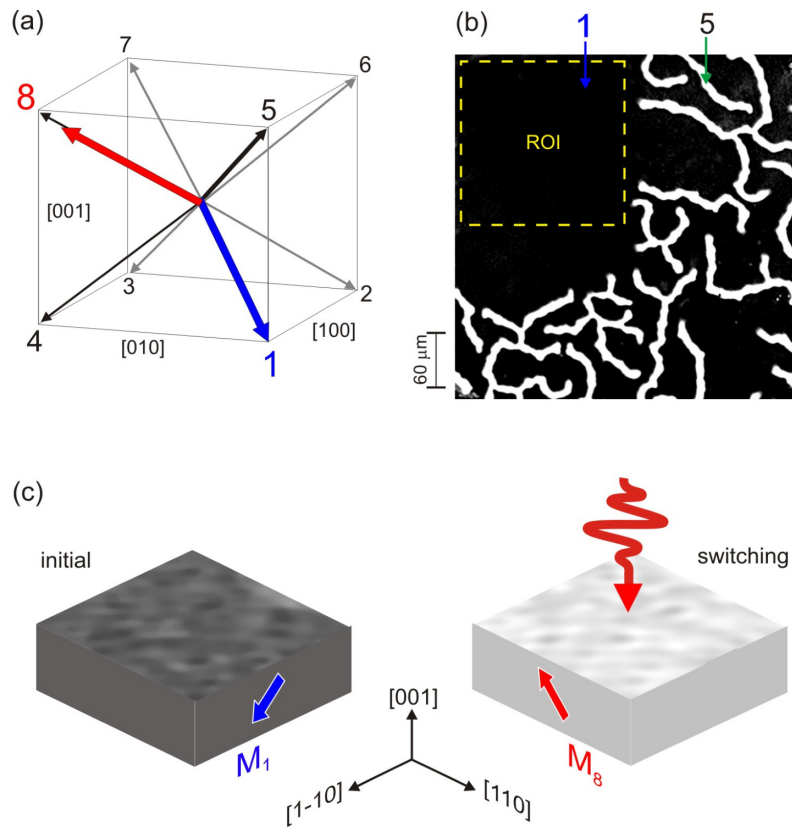 (a)
7
6
8
5
[001]
3
2
4
[010]
[100]
1
(b)
1
5
ROI
60 μm
(c)
initial
switching
[001]
M1
M8
[1-10]
[110]